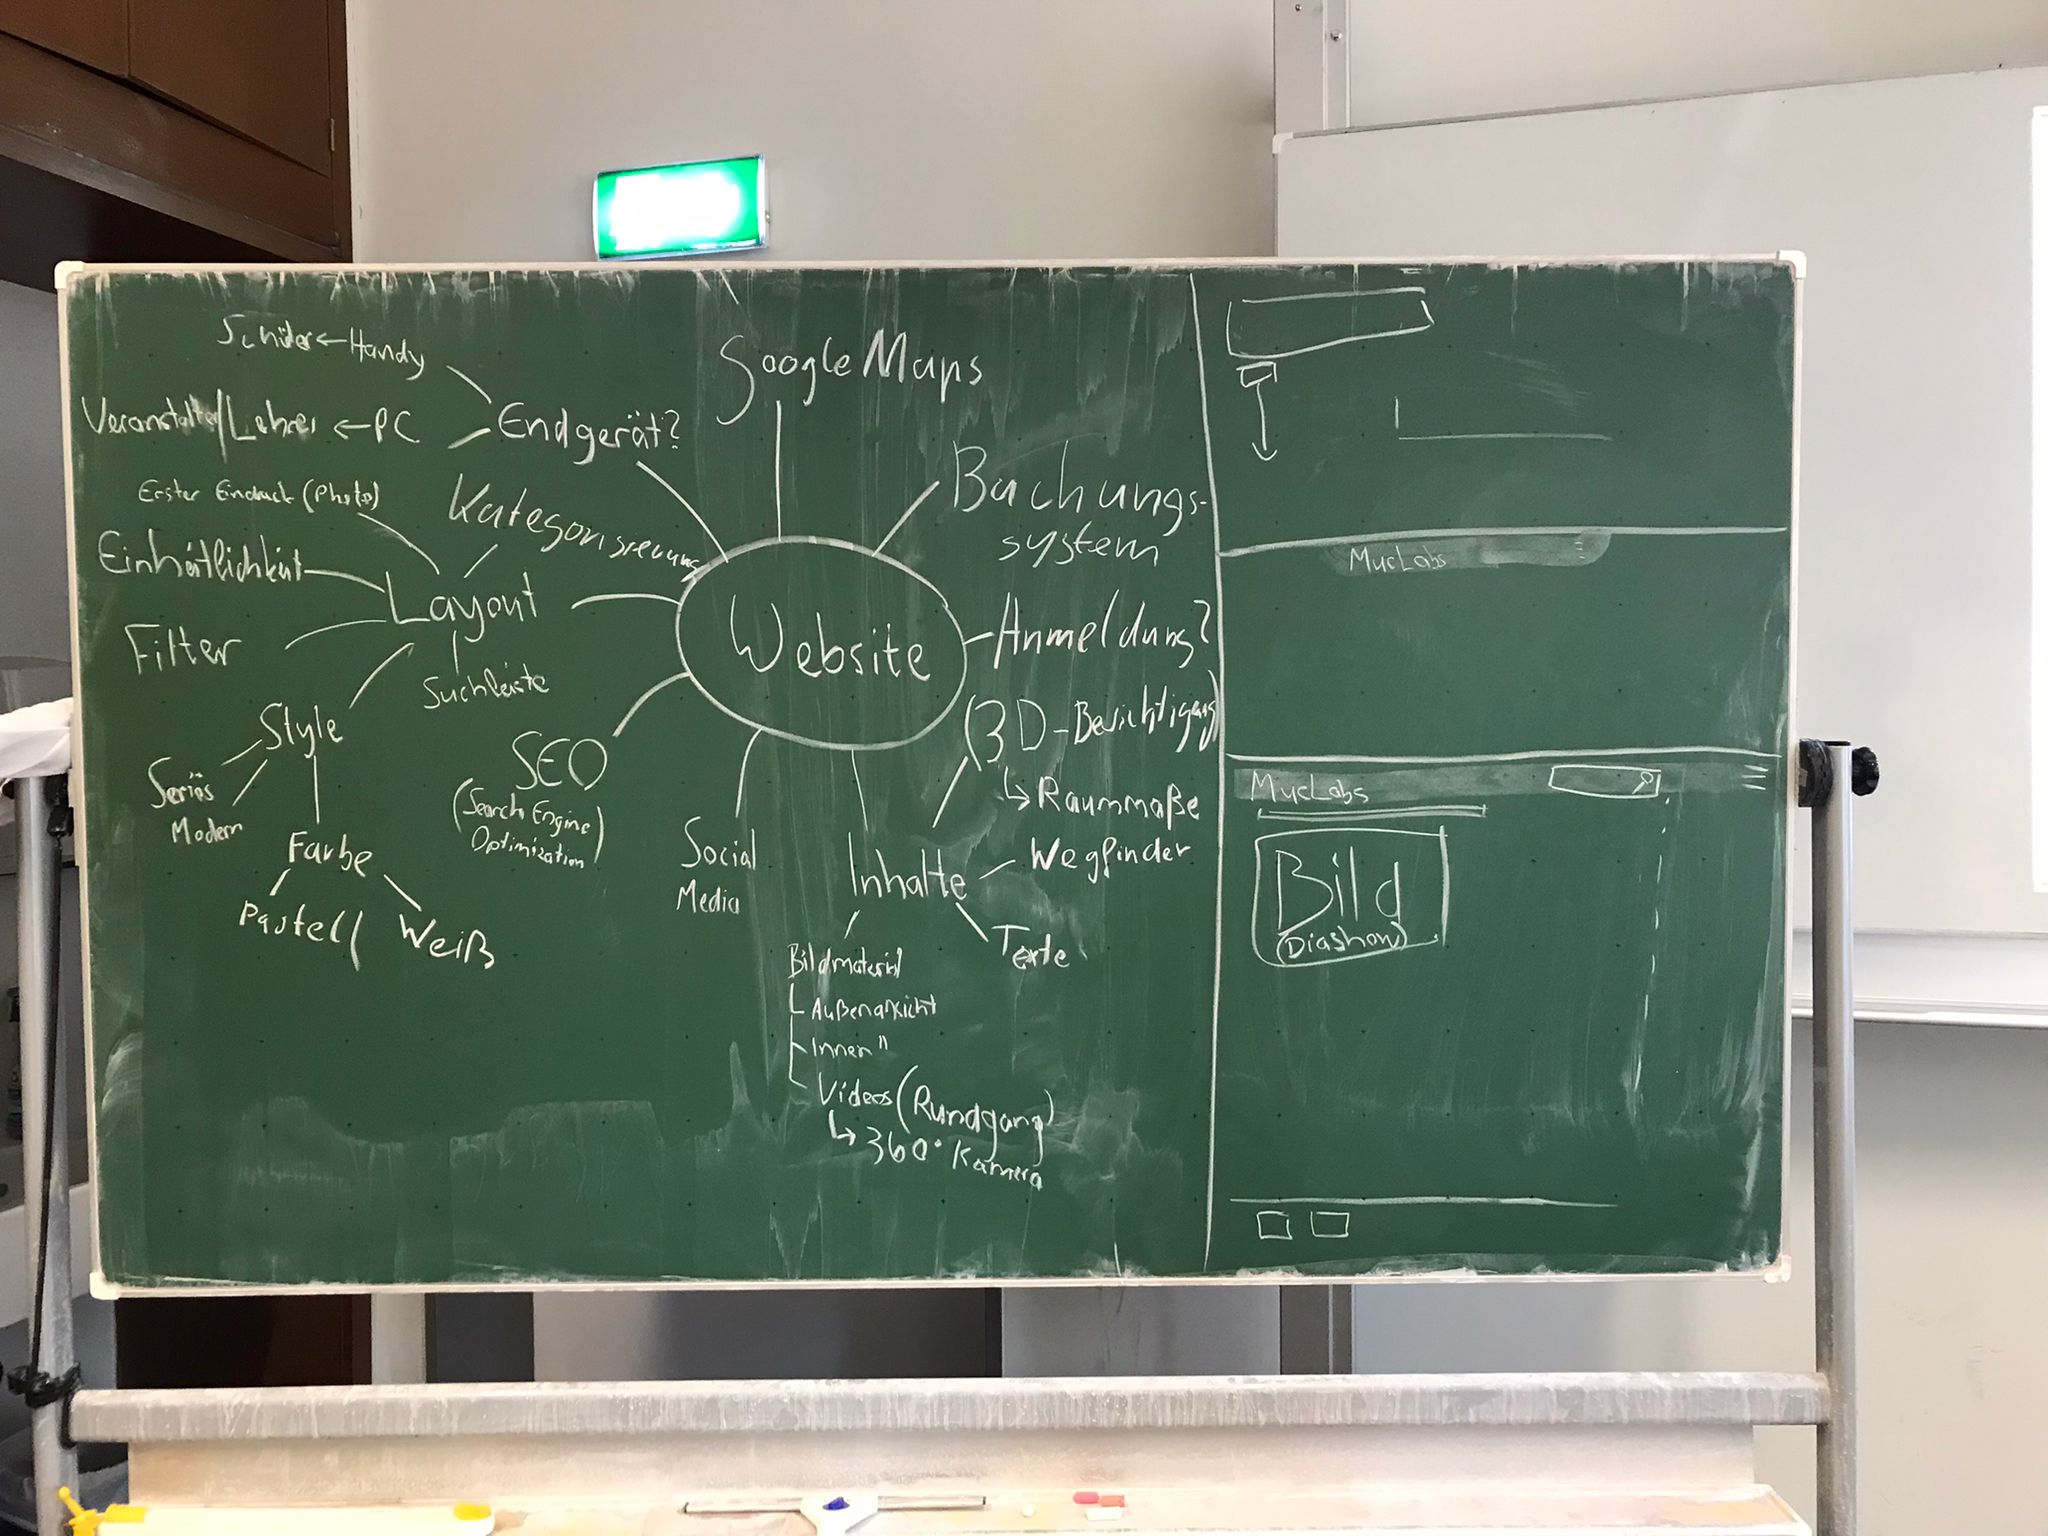 Schüler ← Handy
Veranstalter/Lehrer ← PC
Endgerät?
Google Maps
Erster Eindruck (Photo)
Kategorisierung
Buchungs-
system
Einheitlichkeit
Layout
Filter
Suchleiste
Website
Anmeldung?
(3D-Besichtigung)
↳ Raummaße
Wegfinder
Style
Seriös
Modern
Farbe
Pastell
Weiß
SEO
(Search Engine
Optimization)
Social
Media
Inhalte
Texte
Bildmaterial
Außenansicht
Innen "
Videos (Rundgang)
↳ 360° Kamera
MucLabs
MucLabs
Bild
(Diashow)